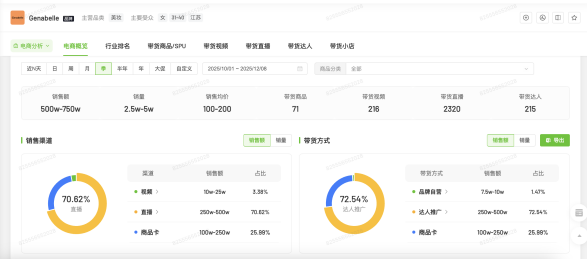 Genabelle 品牌 主营品类 美妆 主要受众 女 31-40 江苏
电商分析 电商概览 行业排名 带货商品/SPU 带货视频 带货直播 带货达人 带货小店
近N天 日 周 月 季 半年 年 大促 自定义 2025/10/01 ~ 2025/12/08 商品分类 全部
销售额 销量 销售均价 带货商品 带货视频 带货直播 带货达人
500w-750w 2.5w-5w 100-200 71 216 2320 215
销售渠道 销售额 销量 带货方式 销售额 销量 导出
渠道 销售额 占比 带货方式 销售额 占比
视频 10w-25w 3.38% 品牌自营 7.5w-10w 1.47%
70.62% 直播 250w-500w 70.62% 72.54% 达人推广 250w-500w 72.54%
直播 达人推广
商品卡 100w-250w 25.99% 商品卡 100w-250w 25.99%